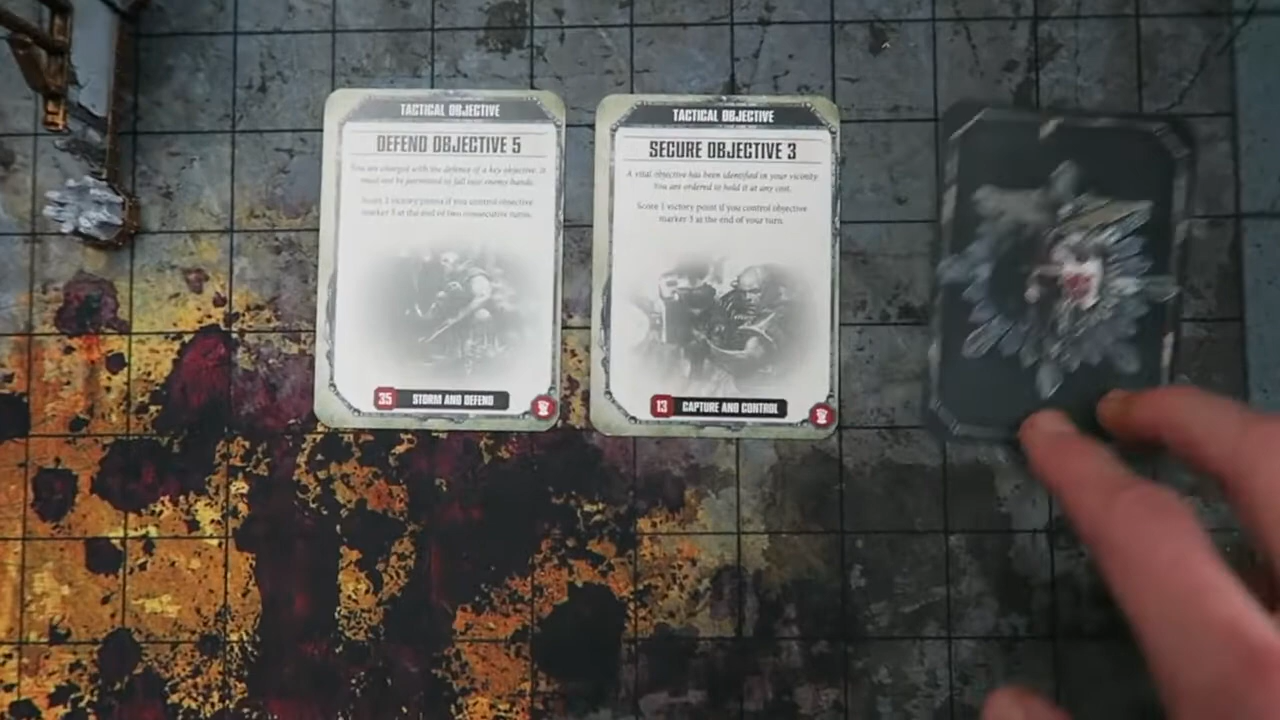 TACTICAL OBJECTIVE
DEFEND OBJECTIVE 5
You are charged with the defence of a key objective. It
must not be permitted to fall into enemy hands.
Score 1 victory point if you control objective
marker 5 at the end of two consecutive turns.
35 STORM AND DEFEND
TACTICAL OBJECTIVE
SECURE OBJECTIVE 3
A vital objective has been identified in your vicinity.
You are ordered to hold it at any cost.
Score 1 victory point if you control objective
marker 3 at the end of your turn.
13 CAPTURE AND CONTROL